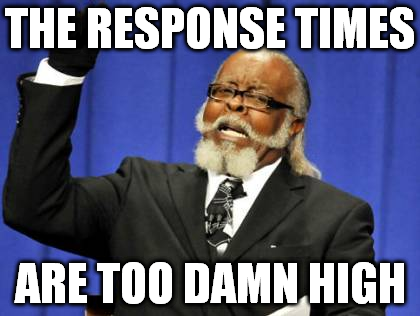 THE RESPONSE TIMES
ARE TOO DAMN HIGH